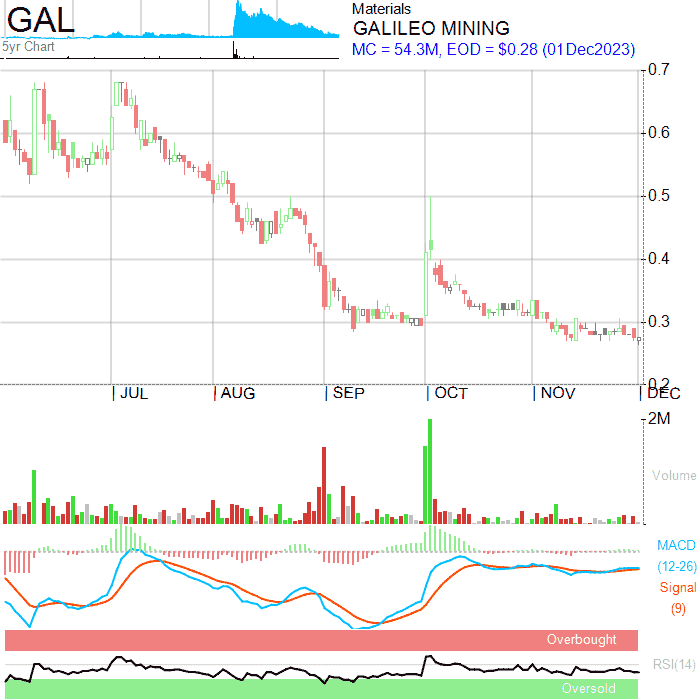 GAL
5yr Chart
Materials
GALILEO MINING
MC = 54.3M, EOD = $0.28 (01Dec2023)
0.7
0.6
0.5
0.4
0.3
0.2
JUL AUG SEP OCT NOV DEC
2M
Volume
MACD
(12-26)
Signal
(9)
Overbought
RSI(14)
Oversold